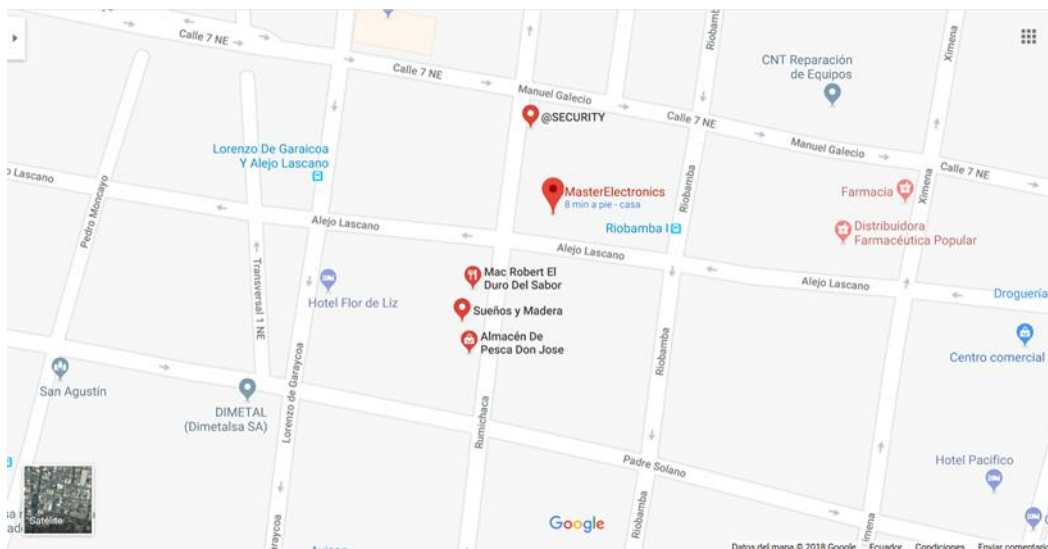 Calle 7 NE
Calle 7 NE
Manuel Galecio
Calle 7 NE
Manuel Galecio
Calle 7 NE
Riobamba
Ximena
CNT Reparación
de Equipos
@SECURITY
Lorenzo De Garaicoa
Y Alejo Lascano
MasterElectronics
8 min a pie - casa
Riobamba
Farmacia
Ximena
Distribuidora
Farmacéutica Popular
Riobamba I
Lascano
Pedro Moncayo
Alejo Lascano
Alejo Lascano
Alejo Lascano
Transversal 1 NE
Hotel Flor de Liz
Mac Robert El
Duro Del Sabor
Sueños y Madera
Almacén De
Pesca Don Jose
Droguería
Centro comercial
San Agustín
DIMETAL
(Dimetalsa SA)
Lorenzo de Garaycoa
Rumichaca
Riobamba
Padre Solano
Hotel Pacífico
Riobamba
Satélite
Google
Datos del mapa © 2018 Google Ecuador Condiciones Enviar comentario